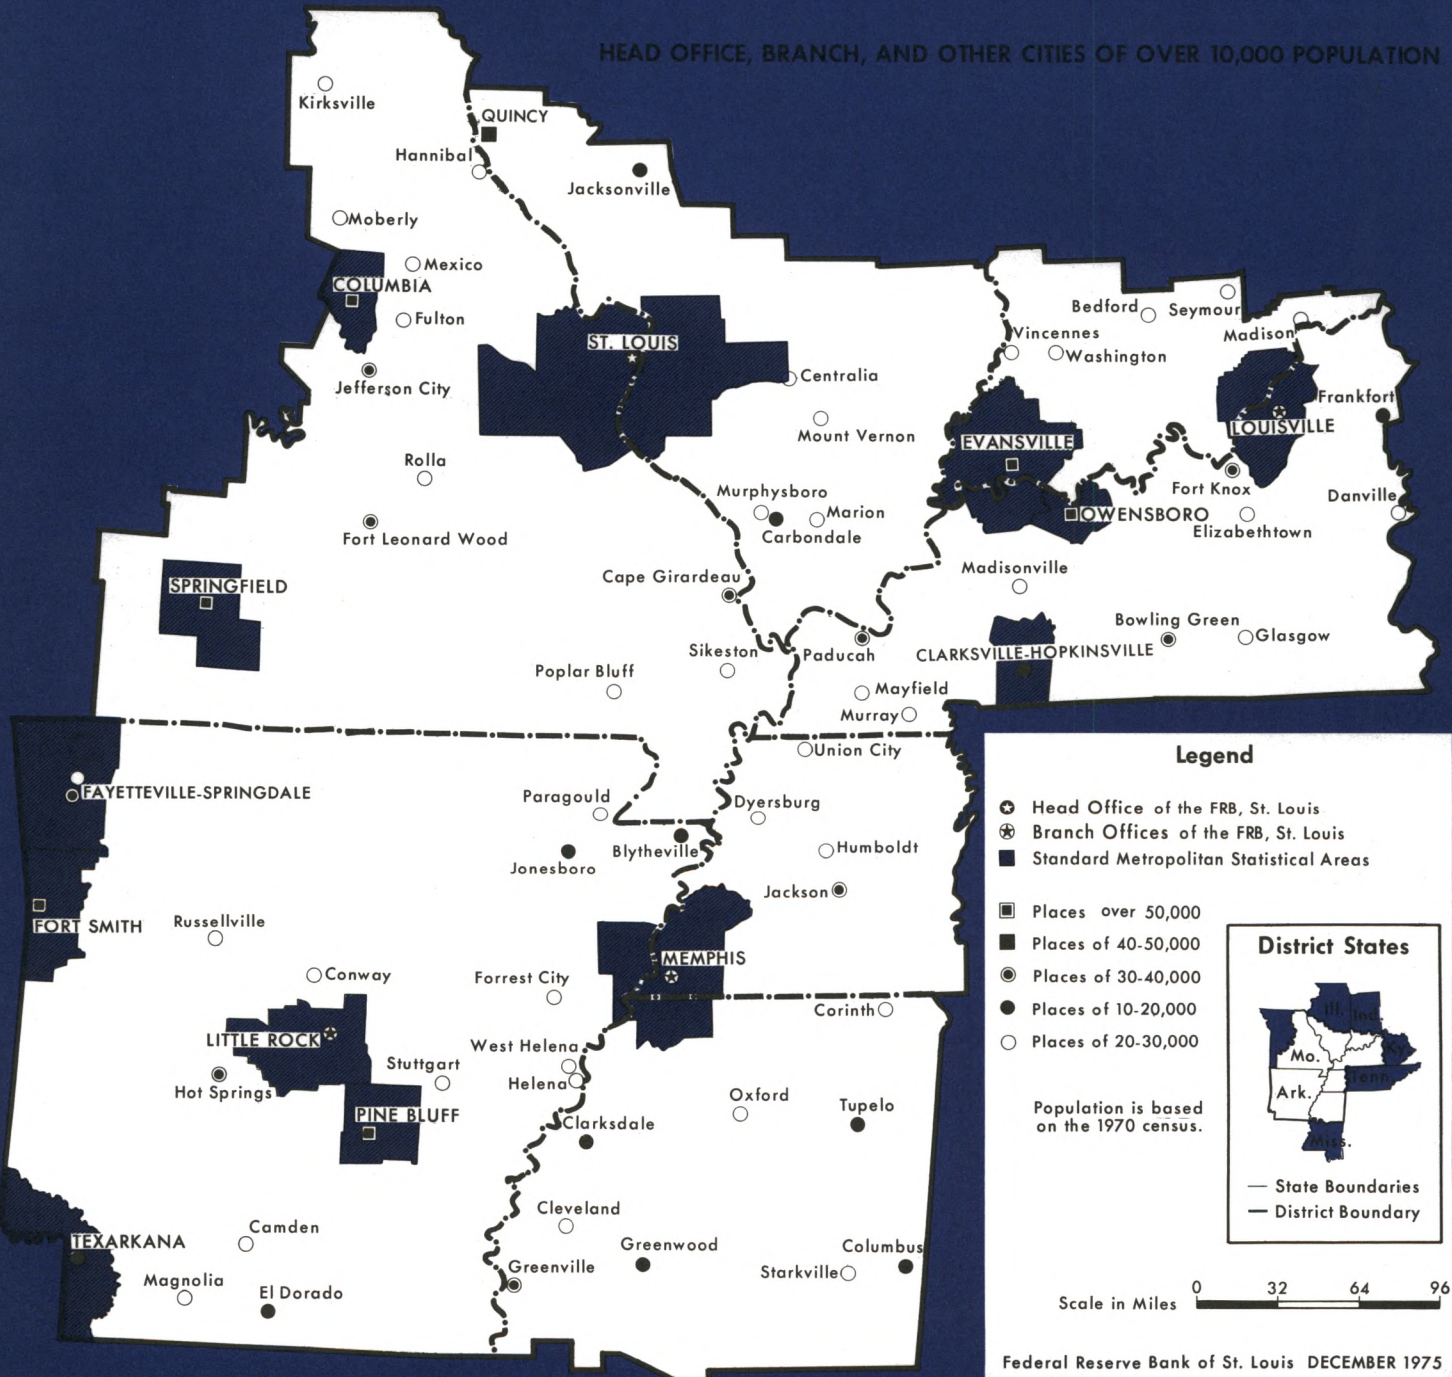 HEAD OFFICE, BRANCH, AND OTHER CITIES OF OVER 10,000 POPULATION
Kirksville
QUINCY
Hannibal
Jacksonville
Moberly
Mexico
COLUMBIA
Fulton
Jefferson City
ST. LOUIS
Centralia
Mount Vernon
Bedford
Seymour
Vincennes
Washington
Madison
Frankfort
LOUISVILLE
EVANSVILLE
OWENSBORO
Fort Knox
Elizabethtown
Danville
Rolla
Fort Leonard Wood
Murphysboro
Marion
Carbondale
SPRINGFIELD
Cape Girardeau
Madisonville
Bowling Green
Glasgow
CLARKSVILLE-HOPKINSVILLE
Sikeston
Paducah
Poplar Bluff
Mayfield
Murray
Union City
FAYETTEVILLE-SPRINGDALE
Paragould
Dyersburg
Blytheville
Jonesboro
Humboldt
Jackson
FORT SMITH
Russellville
Conway
Forrest City
MEMPHIS
Corinth
LITTLE ROCK
Hot Springs
Stuttgart
West Helena
Helena
PINE BLUFF
Clarksdale
Oxford
Tupelo
Cleveland
TEXARKANA
Camden
Greenwood
Columbus
Starkville
Greenville
Magnolia
El Dorado
Legend
Head Office of the FRB, St. Louis
Branch Offices of the FRB, St. Louis
Standard Metropolitan Statistical Areas
Places over 50,000
Places of 40-50,000
Places of 30-40,000
Places of 10-20,000
Places of 20-30,000
Population is based
on the 1970 census.
District States
Ill. Ind.
Mo. Ky.
Ark. Tenn.
Miss.
State Boundaries
District Boundary
0 32 64 96
Scale in Miles
Federal Reserve Bank of St. Louis DECEMBER 1975